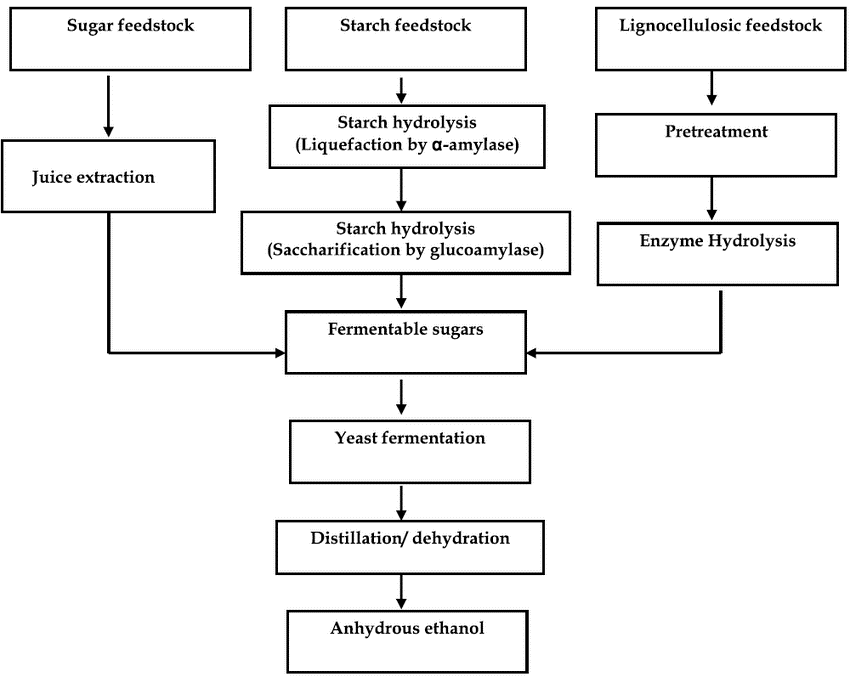 Sugar feedstock
Starch feedstock
Lignocellulosic feedstock
Starch hydrolysis
(Liquefaction by α-amylase)
Pretreatment
Juice extraction
Starch hydrolysis
(Saccharification by glucoamylase)
Enzyme Hydrolysis
Fermentable sugars
Yeast fermentation
Distillation/ dehydration
Anhydrous ethanol